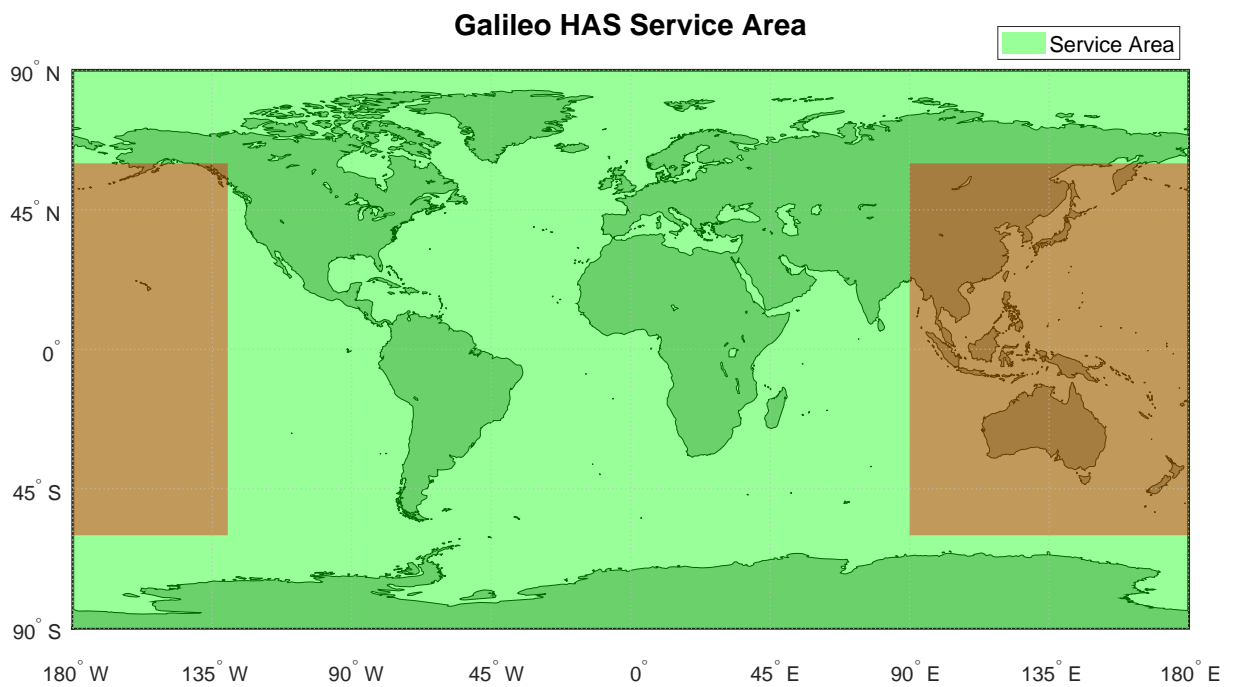 Galileo HAS Service Area
Service Area
90° N
45° N
0°
45° S
90° S
180° W 135° W 90° W 45° W 0° 45° E 90° E 135° E 180° E